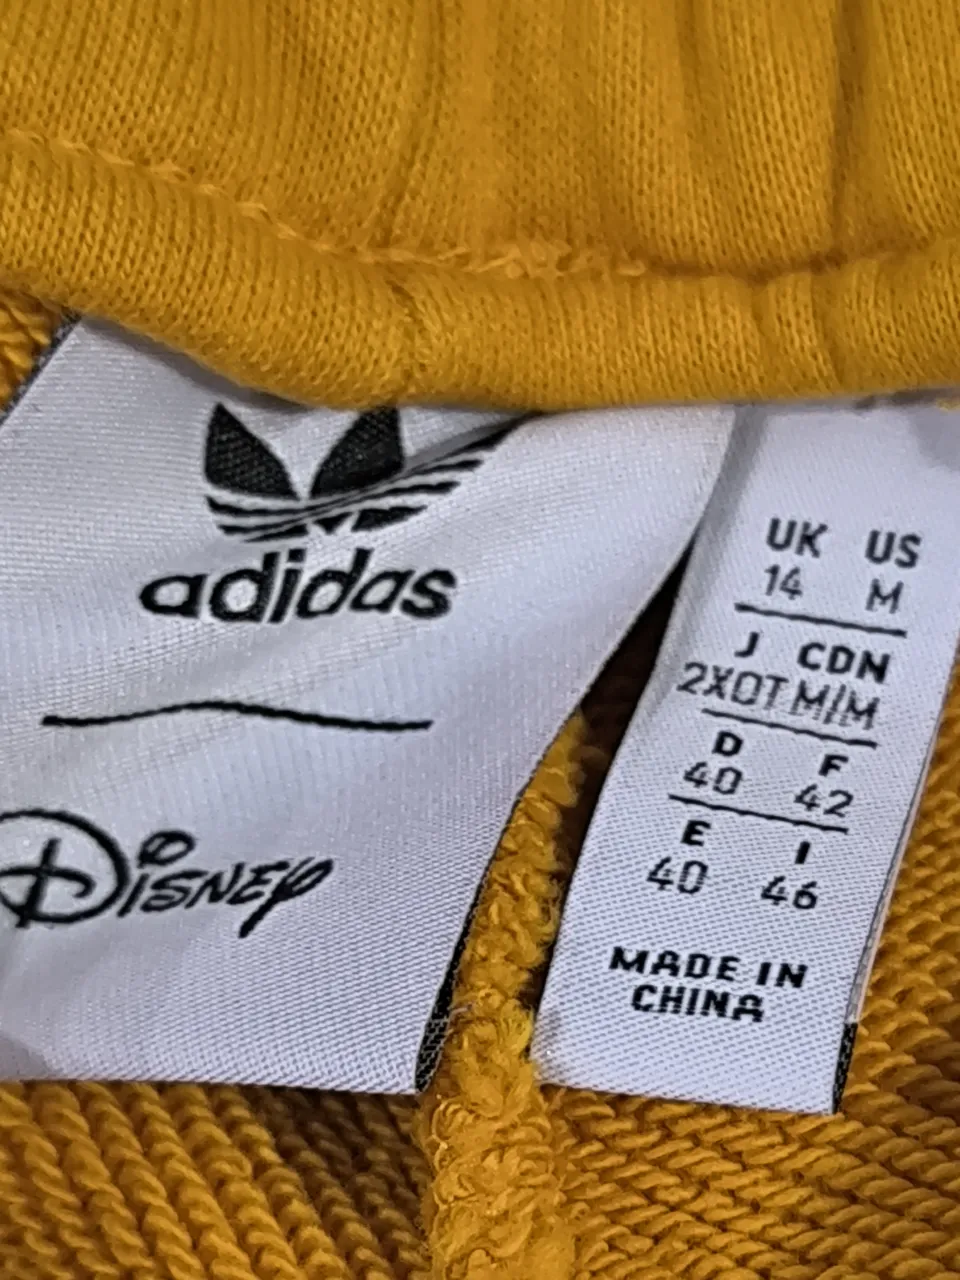 adidas
Disney
UK US
14 M
J CDN
2XOT M/M
D F
40 42
E I
40 46
MADE IN
CHINA